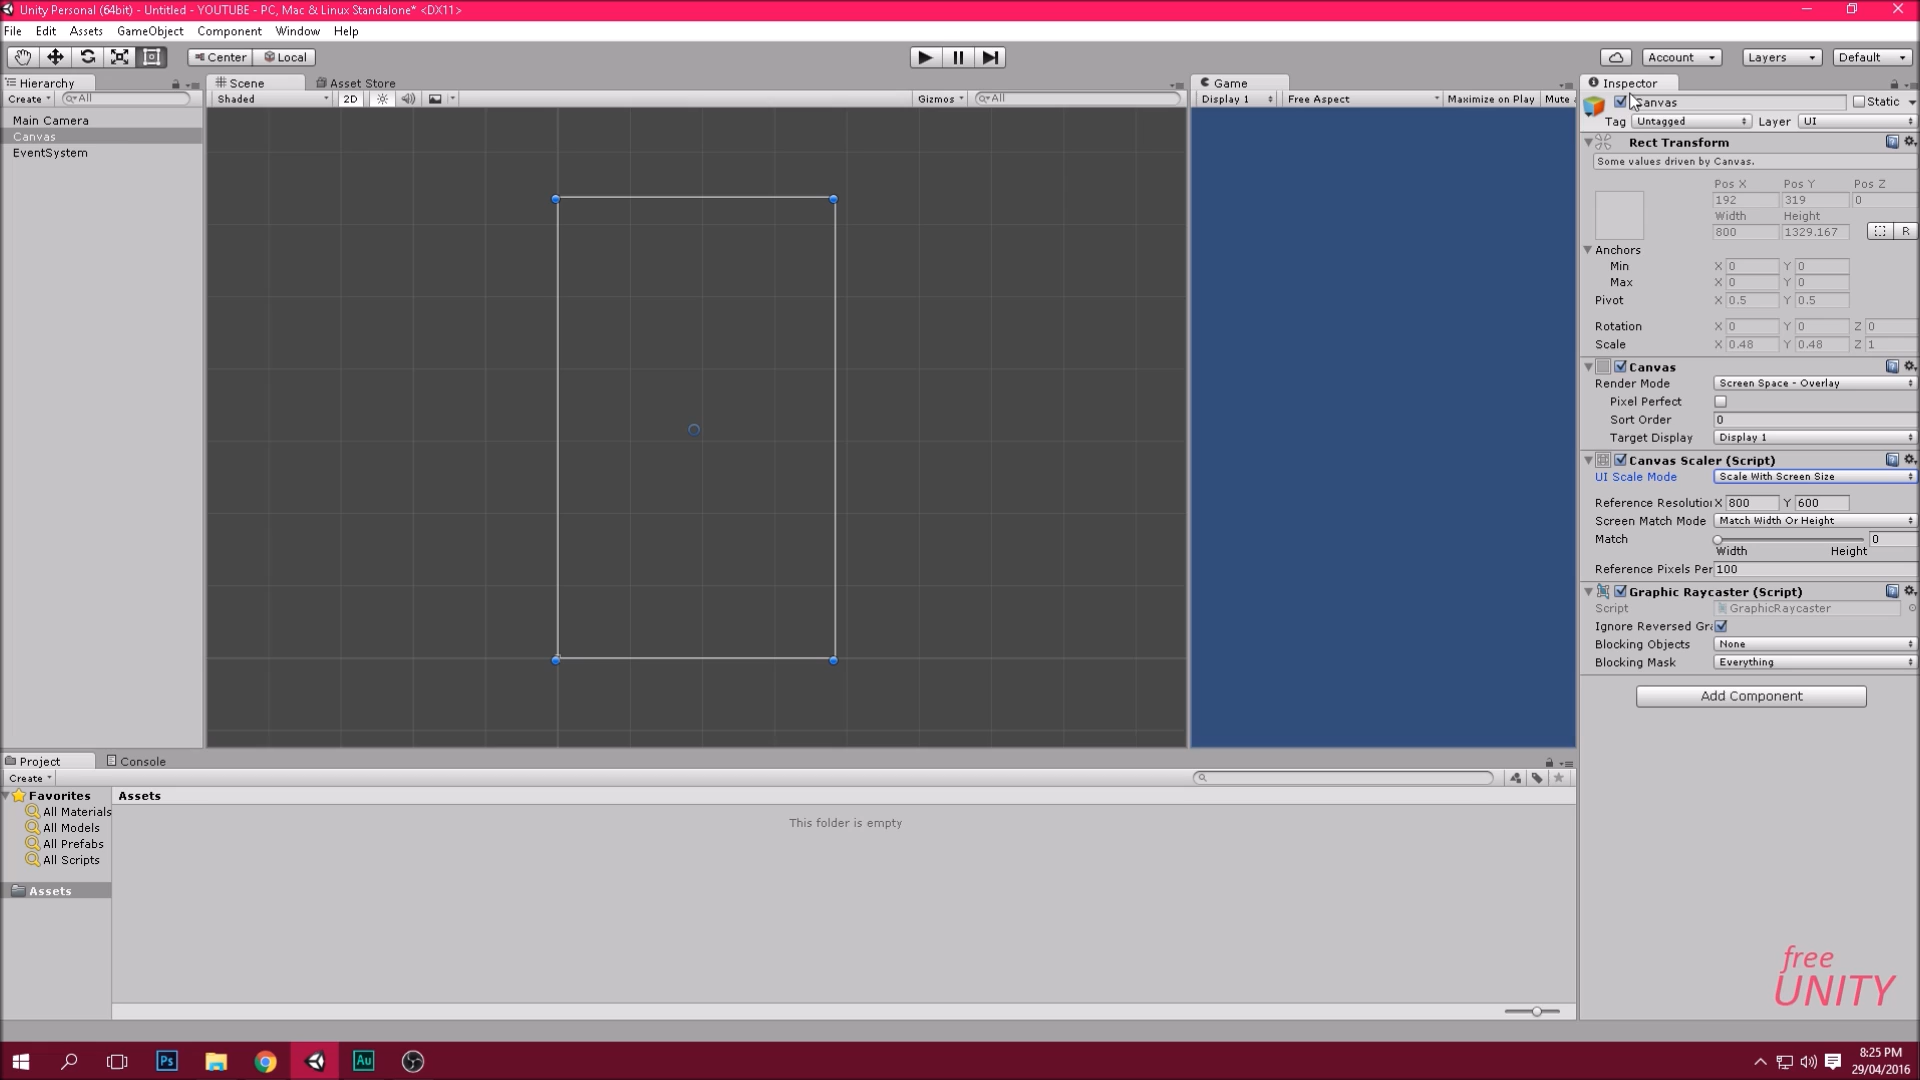 Unity Personal (64bit) - Untitled - YOUTUBE - PC, Mac & Linux Standalone* <DX11>
File Edit Assets GameObject Component Window Help
Center Local
Account Layers Default
Hierarchy
Create All
Main Camera
Canvas
EventSystem
Scene Asset Store
Shaded 2D Gizmos All
Game
Display 1 Free Aspect Maximize on Play Mute
Inspector
Canvas Static
Tag Untagged Layer UI
Rect Transform
Some values driven by Canvas.
Pos X Pos Y Pos Z
192 319 0
Width Height
800 1329.167 R
Anchors
Min X 0 Y 0
Max X 0 Y 0
Pivot X 0.5 Y 0.5
Rotation X 0 Y 0 Z 0
Scale X 0.48 Y 0.48 Z 1
Canvas
Render Mode Screen Space - Overlay
Pixel Perfect
Sort Order 0
Target Display Display 1
Canvas Scaler (Script)
UI Scale Mode Scale With Screen Size
Reference Resolutio X 800 Y 600
Screen Match Mode Match Width Or Height
Match 0
Width Height
Reference Pixels Per 100
Graphic Raycaster (Script)
Script GraphicRaycaster
Ignore Reversed Gra
Blocking Objects None
Blocking Mask Everything
Add Component
Project Console
Create
Favorites
All Materials
All Models
All Prefabs
All Scripts
Assets
Assets
This folder is empty
free
UNITY
Ps Au
8:25 PM
29/04/2016